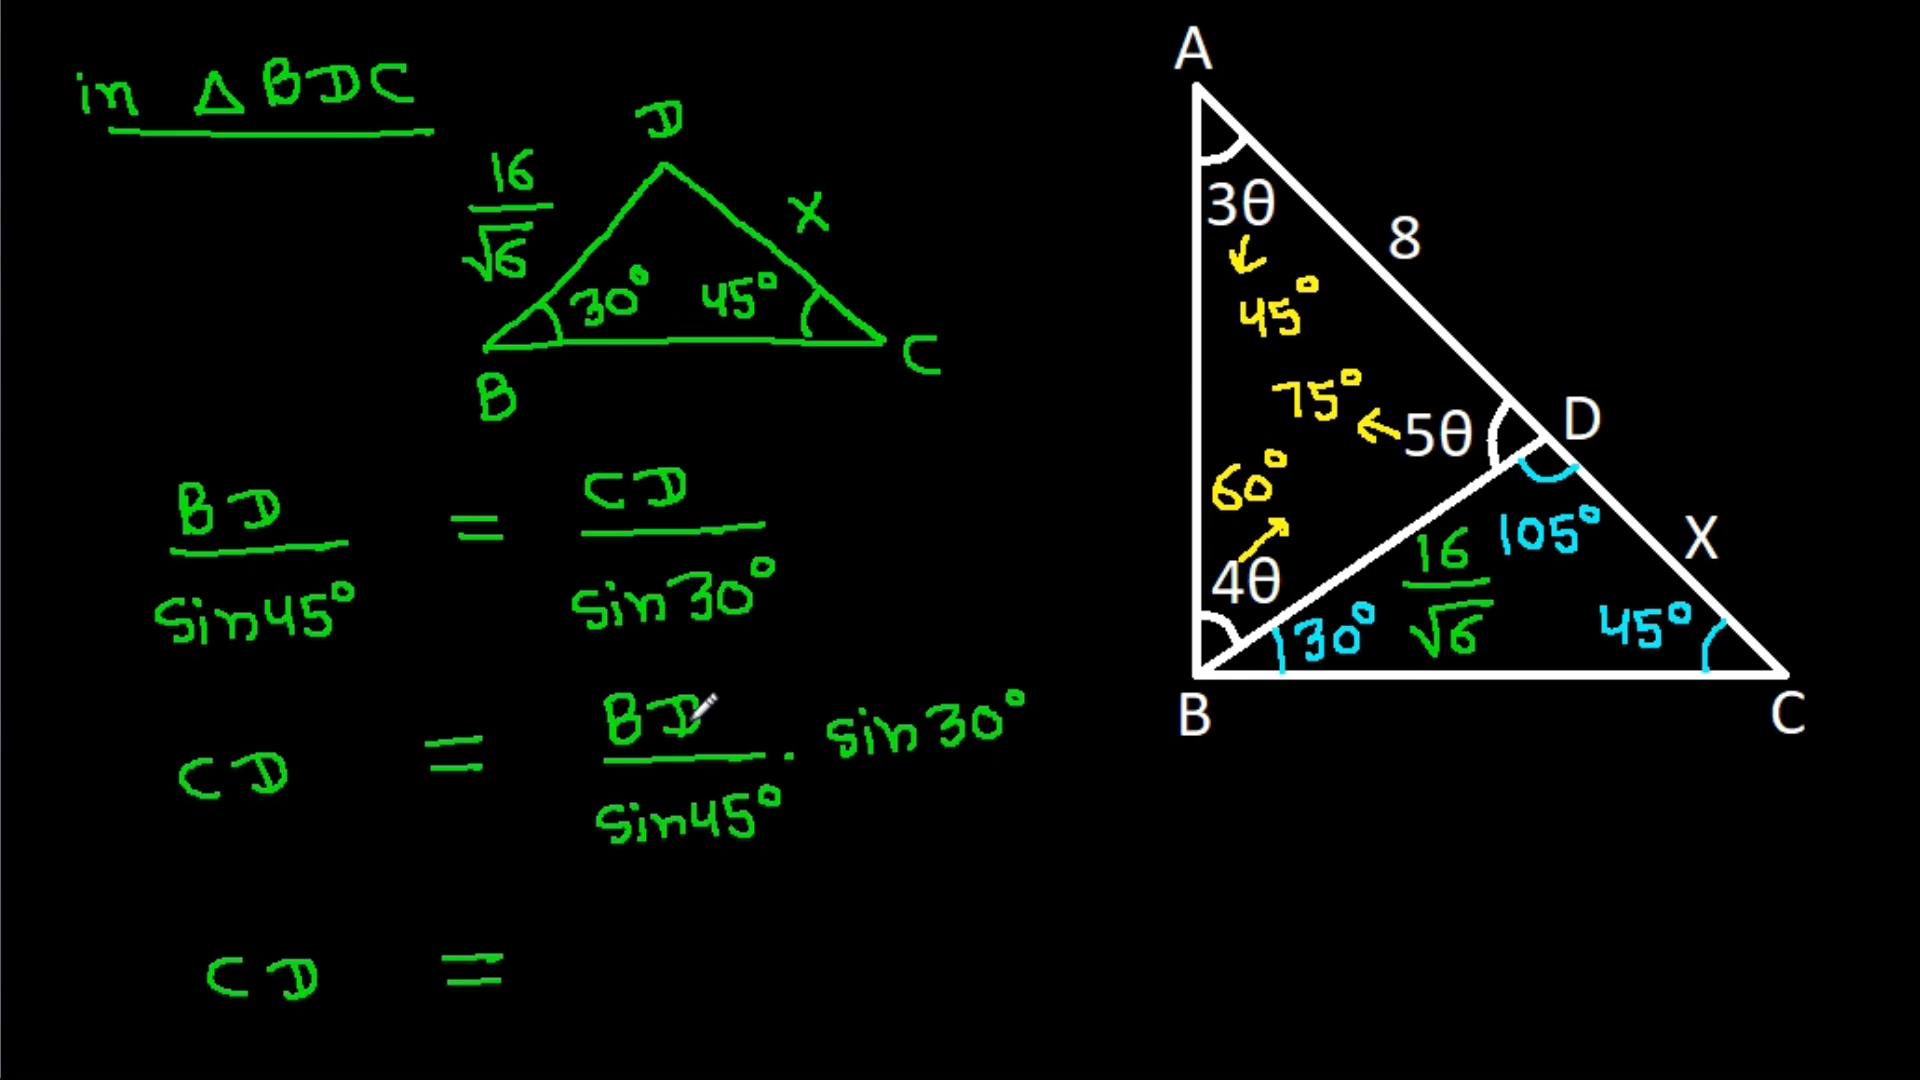 in △BDC
D
16/√6
X
30° 45°
B
C
BD/sin45° = CD/sin30°
CD = BD/sin45° . sin30°
CD =
A
3θ
8
45°
75°
5θ
D
60°
105°
X
4θ
16/√6
30°
45°
B
C